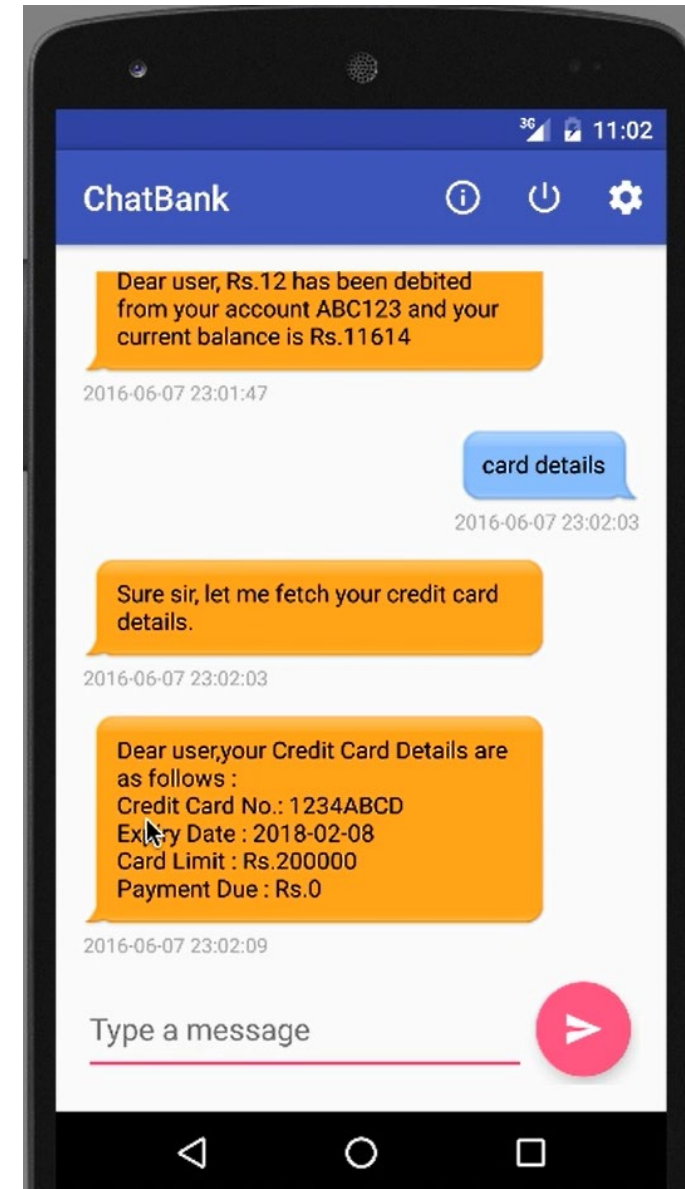 3G 11:02
ChatBank
Dear user, Rs.12 has been debited
from your account ABC123 and your
current balance is Rs.11614
2016-06-07 23:01:47
card details
2016-06-07 23:02:03
Sure sir, let me fetch your credit card
details.
2016-06-07 23:02:03
Dear user,your Credit Card Details are
as follows :
Credit Card No.: 1234ABCD
Expiry Date : 2018-02-08
Card Limit : Rs.200000
Payment Due : Rs.0
2016-06-07 23:02:09
Type a message